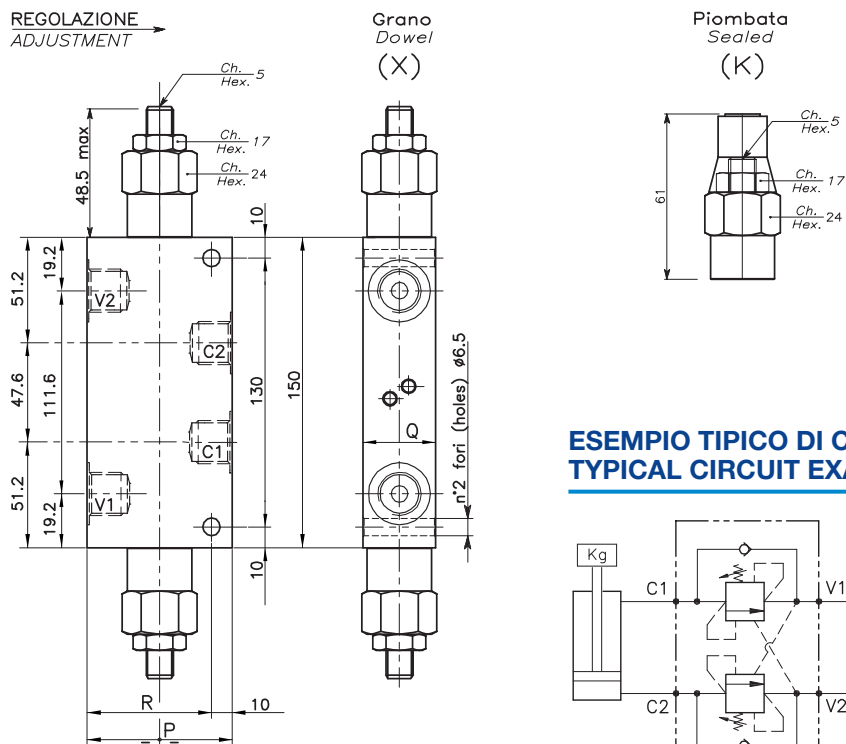 REGOLAZIONE
ADJUSTMENT
Grano
Dowel
(X)
Piombata
Sealed
(K)
Ch.
Hex. 5
Ch.
Hex. 17
Ch.
Hex. 24
48.5 max
10
19.2
51.2
V2
C2
47.6
111.6
130
150
C1
V1
51.2
19.2
10
R
10
P
Q
n°2 fori (holes) ø6.5
61
Ch.
Hex. 5
Ch.
Hex. 17
Ch.
Hex. 24
ESEMPIO TIPICO DI C
TYPICAL CIRCUIT EXA
Kg
C1
V1
C2
V2